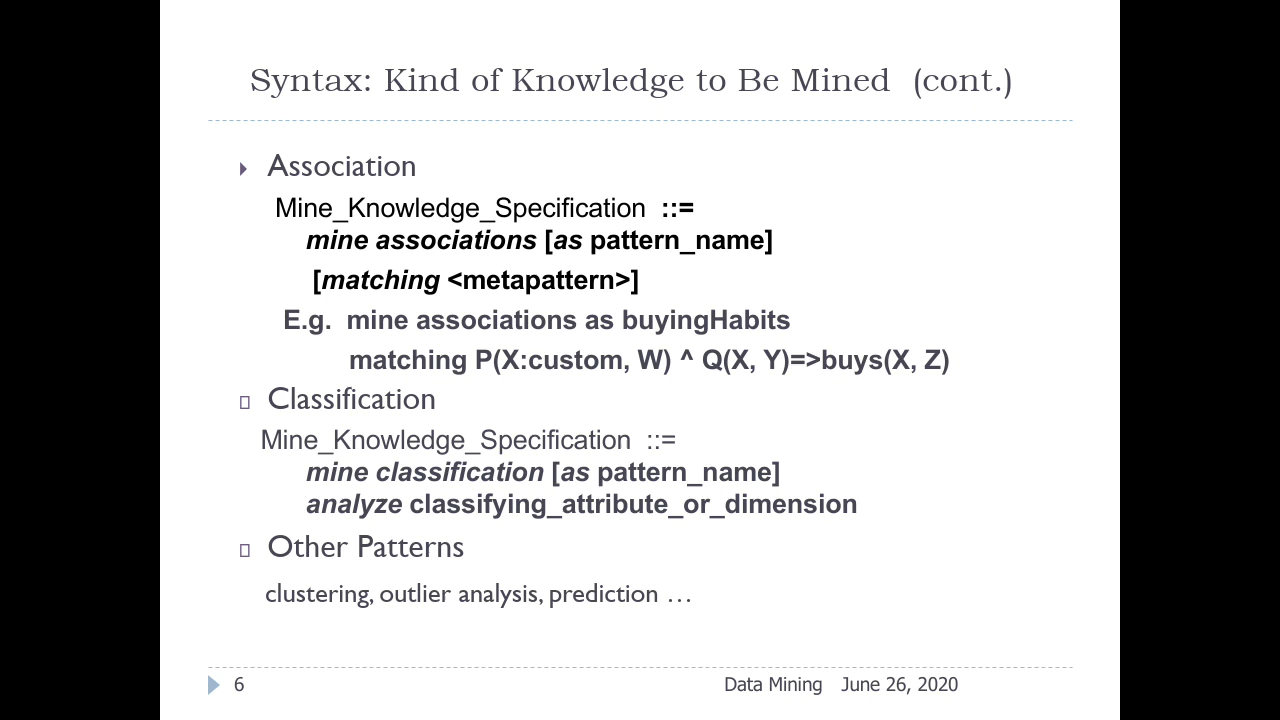 Syntax: Kind of Knowledge to Be Mined (cont.)
Association
Mine_Knowledge_Specification ::=
mine associations [as pattern_name]
[matching <metapattern>]
E.g. mine associations as buyingHabits
matching P(X:custom, W) ^ Q(X, Y)=>buys(X, Z)
Classification
Mine_Knowledge_Specification ::=
mine classification [as pattern_name]
analyze classifying_attribute_or_dimension
Other Patterns
clustering, outlier analysis, prediction …
6 Data Mining June 26, 2020